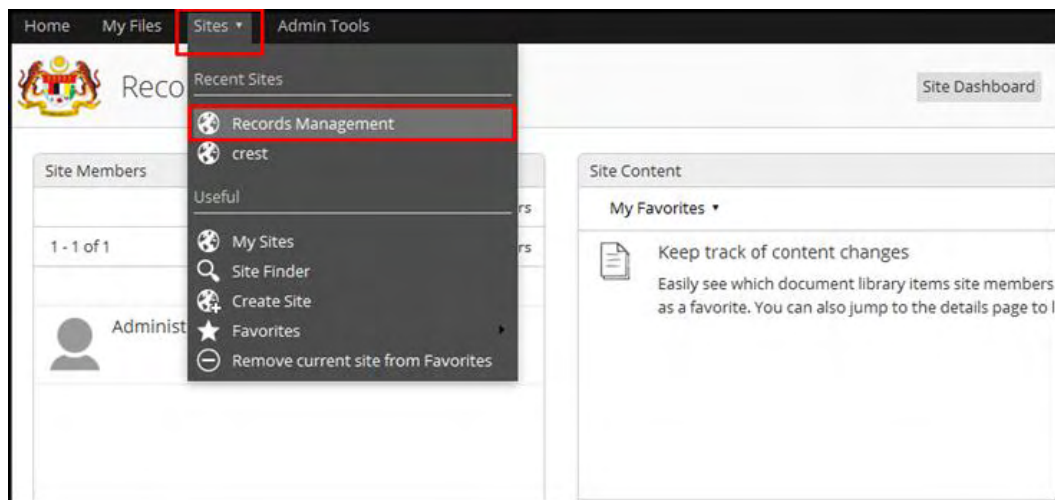 Home My Files Sites Admin Tools
Reco
Site Dashboard
Recent Sites
Records Management
crest
Useful
My Sites
Site Finder
Create Site
Favorites
Remove current site from Favorites
Site Members
rs
1 - 1 of 1
rs
Administ
Site Content
My Favorites
Keep track of content changes
Easily see which document library items site members
as a favorite. You can also jump to the details page to l